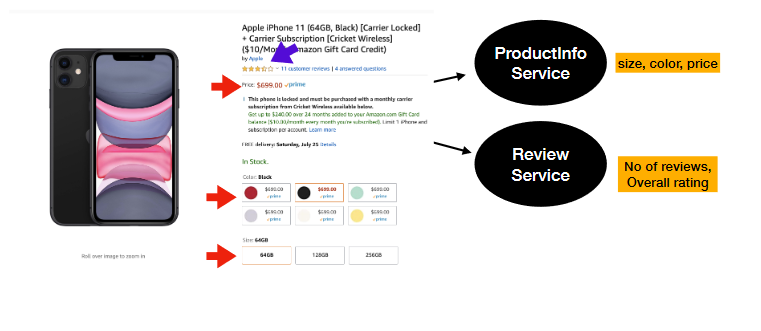 Apple iPhone 11 (64GB, Black) [Carrier Locked]
+ Carrier Subscription [Cricket Wireless]
($10/Mo Amazon Gift Card Credit)
by Apple
11 customer reviews | 4 answered questions
Price: $699.00 ✓prime
This phone is locked and must be purchased with a monthly carrier
subscription from Cricket Wireless available below.
Get up to $240.00 over 24 months added to your Amazon.com Gift Card
balance ($10.00/month every month you're subscribed). Limit 1 iPhone and
subscription per account. Learn more
FREE delivery: Saturday, July 25 Details
In Stock.
Color: Black
$699.00 $699.00 $699.00
✓prime ✓prime ✓prime
$699.00 $699.00 $699.00
✓prime ✓prime ✓prime
Size: 64GB
64GB 128GB 256GB
Roll over image to zoom in
ProductInfo
Service
size, color, price
Review
Service
No of reviews,
Overall rating